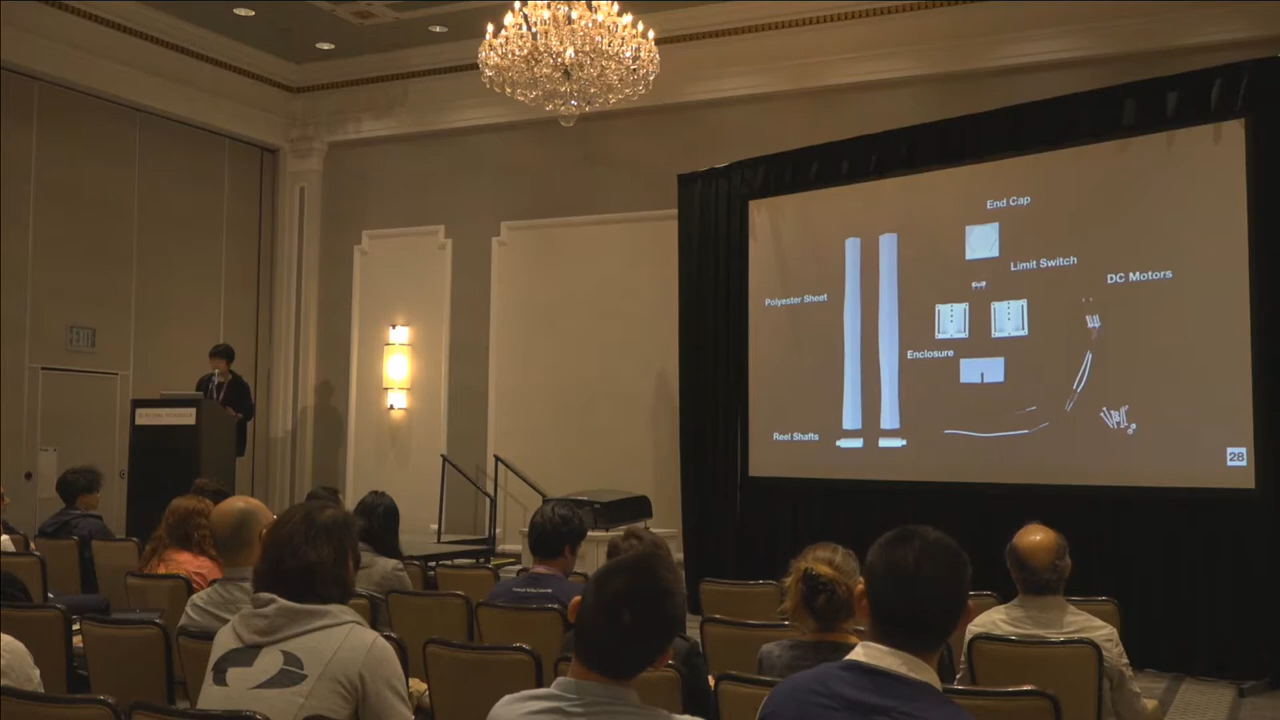 EXIT
End Cap
Limit Switch
DC Motors
Polyester Sheet
Enclosure
Reel Shafts
28